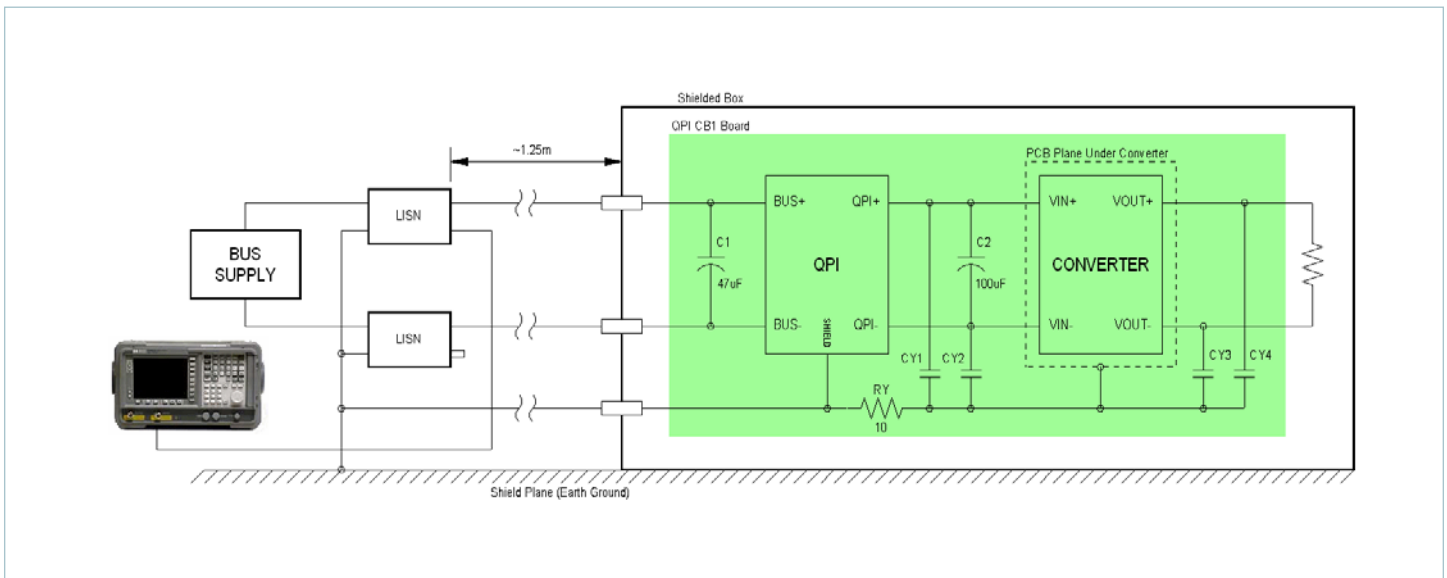 Shielded Box
QPI CB1 Board
~1.25m
PCB Plane Under Converter
LISN
BUS+
QPI+
VIN+
VOUT+
BUS
SUPPLY
C1
47uF
QPI
C2
100uF
CONVERTER
LISN
BUS-
SHIELD
QPI-
VIN-
VOUT-
CY1
CY2
CY3
CY4
RY
10
Shield Plane (Earth Ground)